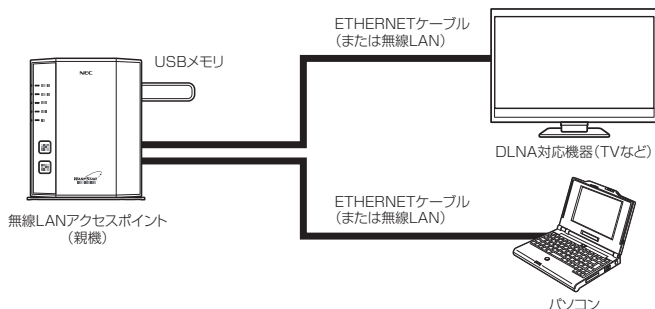 ETHERNETケーブル
(または無線LAN)
USBメモリ
NEC
DLNA対応機器(TVなど)
ETHERNETケーブル
(または無線LAN)
無線LANアクセスポイント
(親機)
パソコン